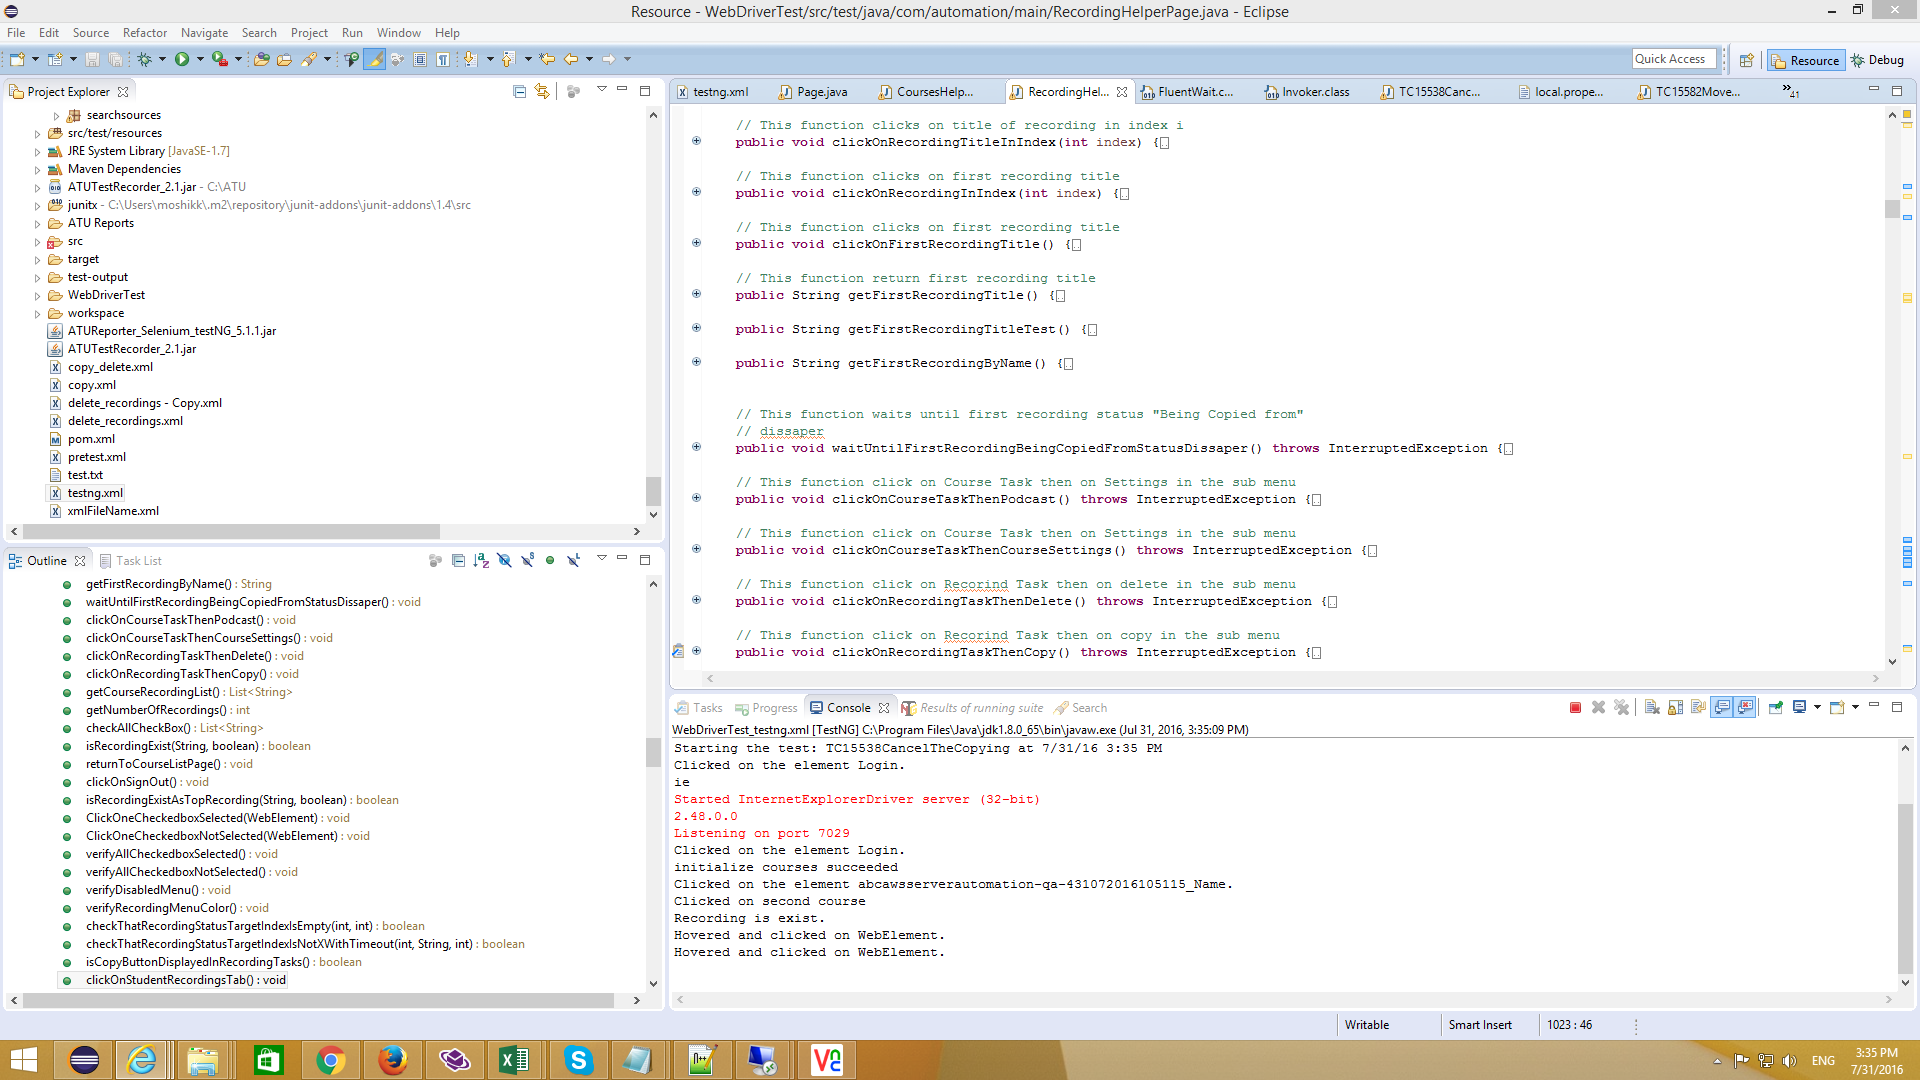 Resource - WebDriverTest/src/test/java/com/automation/main/RecordingHelperPage.java - Eclipse
File Edit Source Refactor Navigate Search Project Run Window Help
Quick Access
Resource
Debug
Project Explorer
searchsources
src/test/resources
JRE System Library [JavaSE-1.7]
Maven Dependencies
ATUTestRecorder_2.1.jar - C:\ATU
junitx - C:\Users\moshikk\.m2\repository\junit-addons\junit-addons\1.4\src
ATU Reports
src
target
test-output
WebDriverTest
workspace
ATUReporter_Selenium_testNG_5.1.1.jar
ATUTestRecorder_2.1.jar
copy_delete.xml
copy.xml
delete_recordings - Copy.xml
delete_recordings.xml
pom.xml
pretest.xml
test.txt
testng.xml
xmlFileName.xml
Outline
Task List
getFirstRecordingByName() : String
waitUntilFirstRecordingBeingCopiedFromStatusDissaper() : void
clickOnCourseTaskThenPodcast() : void
clickOnCourseTaskThenCourseSettings() : void
clickOnRecordingTaskThenDelete() : void
clickOnRecordingTaskThenCopy() : void
getCourseRecordingList() : List<String>
getNumberOfRecordings() : int
checkAllCheckBox() : List<String>
isRecordingExist(String, boolean) : boolean
returnToCourseListPage() : void
clickOnSignOut() : void
isRecordingExistAsTopRecording(String, boolean) : boolean
ClickOneCheckedboxSelected(WebElement) : void
ClickOneCheckedboxNotSelected(WebElement) : void
verifyAllCheckedboxSelected() : void
verifyAllCheckedboxNotSelected() : void
verifyDisabledMenu() : void
verifyRecordingMenuColor() : void
checkThatRecordingStatusTargetIndexIsEmpty(int, int) : boolean
checkThatRecordingStatusTargetIndexIsNotXWithTimeout(int, String, int) : boolean
isCopyButtonDisplayedInRecordingTasks() : boolean
clickOnStudentRecordingsTab() : void
testng.xml
Page.java
CoursesHelp...
RecordingHel...
FluentWait.c...
Invoker.class
TC15538Canc...
local.prope...
TC15582Move...
»41
// This function clicks on title of recording in index i
public void clickOnRecordingTitleInIndex(int index) {
// This function clicks on first recording title
public void clickOnRecordingInIndex(int index) {
// This function clicks on first recording title
public void clickOnFirstRecordingTitle() {
// This function return first recording title
public String getFirstRecordingTitle() {
public String getFirstRecordingTitleTest() {
public String getFirstRecordingByName() {
// This function waits until first recording status "Being Copied from"
// dissaper
public void waitUntilFirstRecordingBeingCopiedFromStatusDissaper() throws InterruptedException {
// This function click on Course Task then on Settings in the sub menu
public void clickOnCourseTaskThenPodcast() throws InterruptedException {
// This function click on Course Task then on Settings in the sub menu
public void clickOnCourseTaskThenCourseSettings() throws InterruptedException {
// This function click on Recorind Task then on delete in the sub menu
public void clickOnRecordingTaskThenDelete() throws InterruptedException {
// This function click on Recorind Task then on copy in the sub menu
public void clickOnRecordingTaskThenCopy() throws InterruptedException {
Tasks
Progress
Console
Results of running suite
Search
WebDriverTest_testng.xml [TestNG] C:\Program Files\Java\jdk1.8.0_65\bin\javaw.exe (Jul 31, 2016, 3:35:09 PM)
Starting the test: TC15538CancelTheCopying at 7/31/16 3:35 PM
Clicked on the element Login.
ie
Started InternetExplorerDriver server (32-bit)
2.48.0.0
Listening on port 7029
Clicked on the element Login.
initialize courses succeeded
Clicked on the element abcawsserverautomation-qa-431072016105115_Name.
Clicked on second course
Recording is exist.
Hovered and clicked on WebElement.
Hovered and clicked on WebElement.
Writable
Smart Insert
1023 : 46
ENG
3:35 PM
7/31/2016